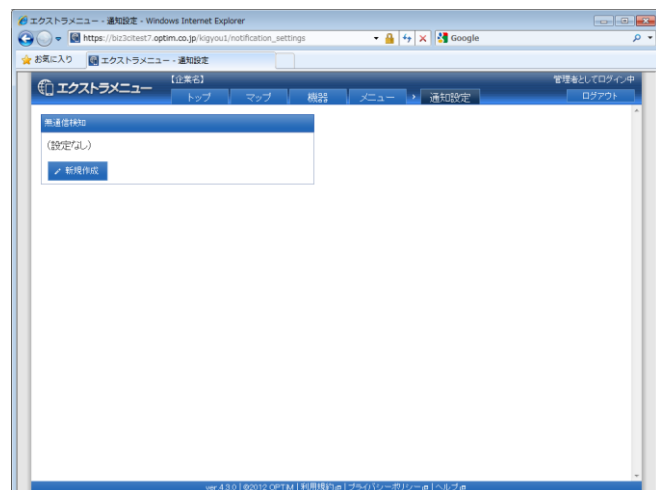 エクストラメニュー - 通知設定 - Windows Internet Explorer
https://biz3citest7.optim.co.jp/kigyou1/notification_settings
Google
お気に入り
エクストラメニュー - 通知設定
エクストラメニュー
【企業名】
管理者としてログイン中
トップ マップ 機器 メニュー 通知設定
ログアウト
無通信検知
(設定なし)
新規作成
ver 4.3.0 | ©2012 OPTiM | 利用規約 | プライバシーポリシー | ヘルプ